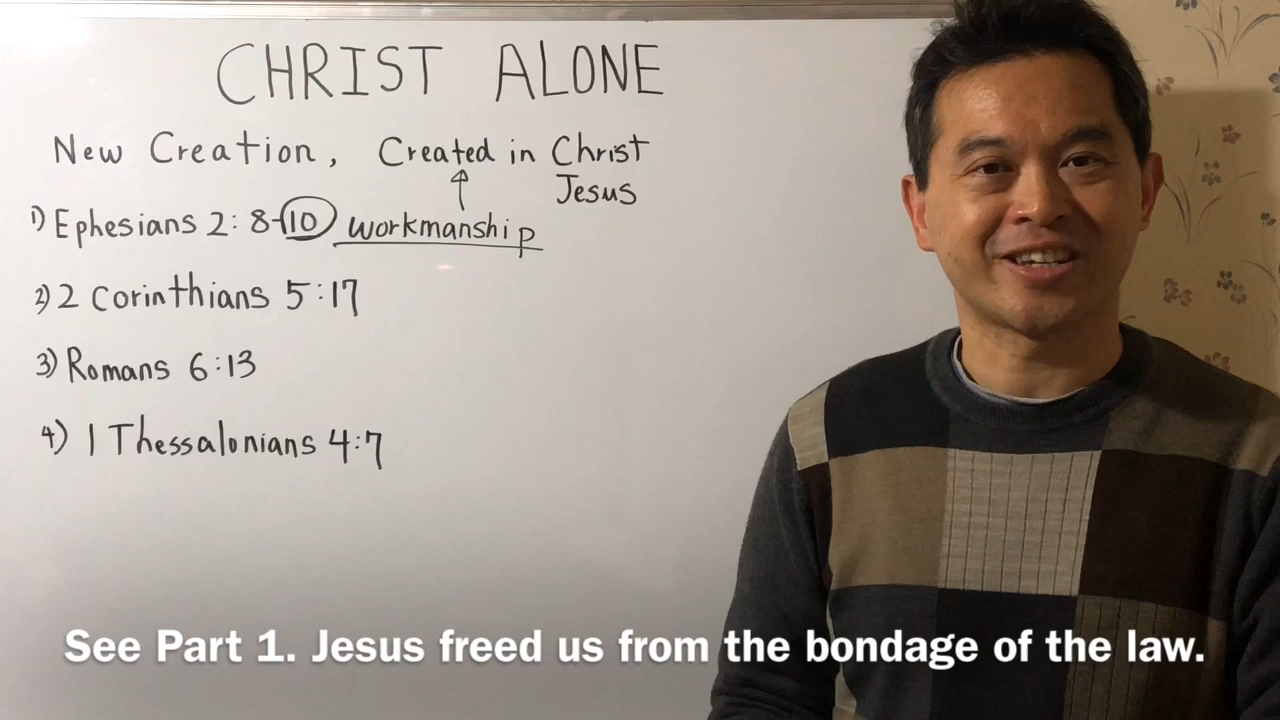 CHRIST ALONE
New Creation, Created in Christ
Jesus
1) Ephesians 2:8-10 workmanship
2) 2 Corinthians 5:17
3) Romans 6:13
4) 1 Thessalonians 4:7
See Part 1. Jesus freed us from the bondage of the law.